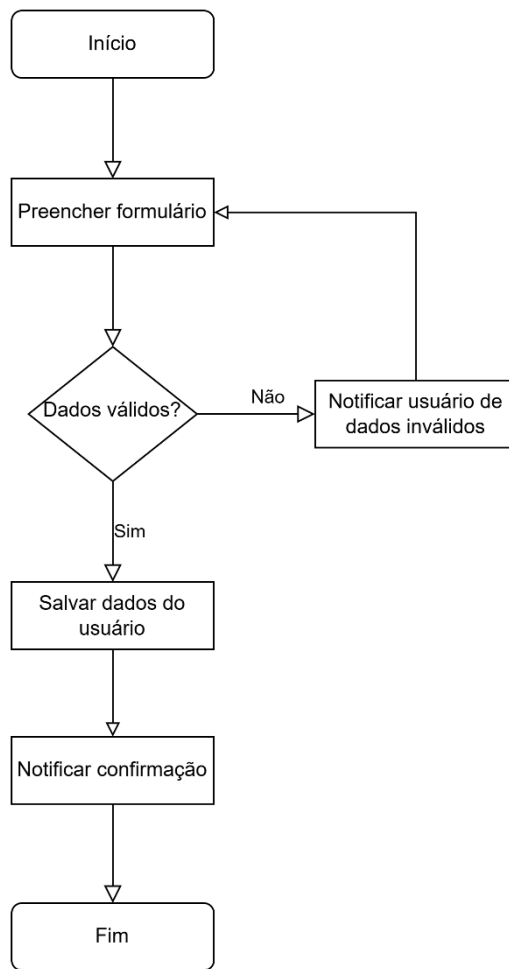 Início
Preencher formulário
Dados válidos?
Não
Notificar usuário de
dados inválidos
Sim
Salvar dados do
usuário
Notificar confirmação
Fim